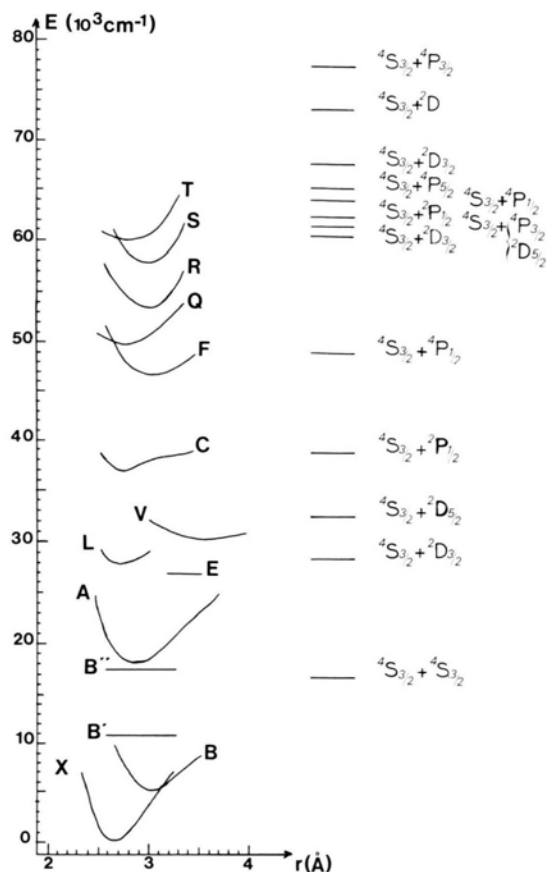 E (10³cm⁻¹)
80
⁴S₃/₂+⁴P₃/₂
⁴S₃/₂+²D
70
⁴S₃/₂+²D₃/₂
T
⁴S₃/₂+⁴P₅/₂
S
⁴S₃/₂+⁴P₁/₂
⁴S₃/₂+²P₁/₂
⁴S₃/₂+⁴P₃/₂
60
⁴S₃/₂+²D₃/₂
²D₅/₂
R
Q
50
F
⁴S₃/₂+⁴P₁/₂
40
C
⁴S₃/₂+²P₁/₂
V
⁴S₃/₂+²D₅/₂
L
30
⁴S₃/₂+²D₃/₂
E
A
20
B″
⁴S₃/₂+⁴S₃/₂
B′
10
X
B
0
2
3
4
r(Å)